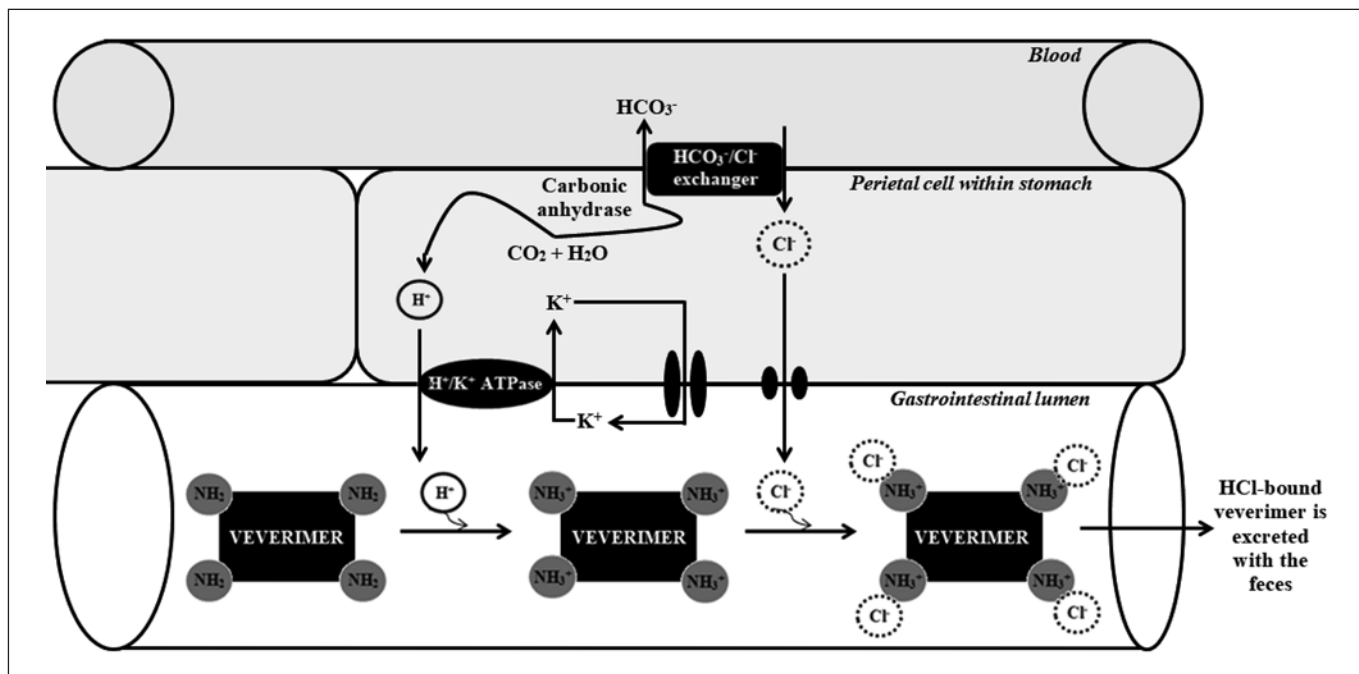 Blood
HCO₃⁻
HCO₃⁻/Cl⁻
exchanger
Perietal cell within stomach
Carbonic
anhydrase
CO₂ + H₂O
Cl⁻
H⁺
K⁺
H⁺/K⁺ ATPase
K⁺
Gastrointestinal lumen
NH₂
NH₂
VEVERIMER
NH₂
NH₂
H⁺
NH₃⁺
NH₃⁺
VEVERIMER
NH₃⁺
NH₃⁺
Cl⁻
Cl⁻
Cl⁻
NH₃⁺
NH₃⁺
VEVERIMER
NH₃⁺
NH₃⁺
Cl⁻
Cl⁻
HCl-bound
veverimer is
excreted
with the
feces